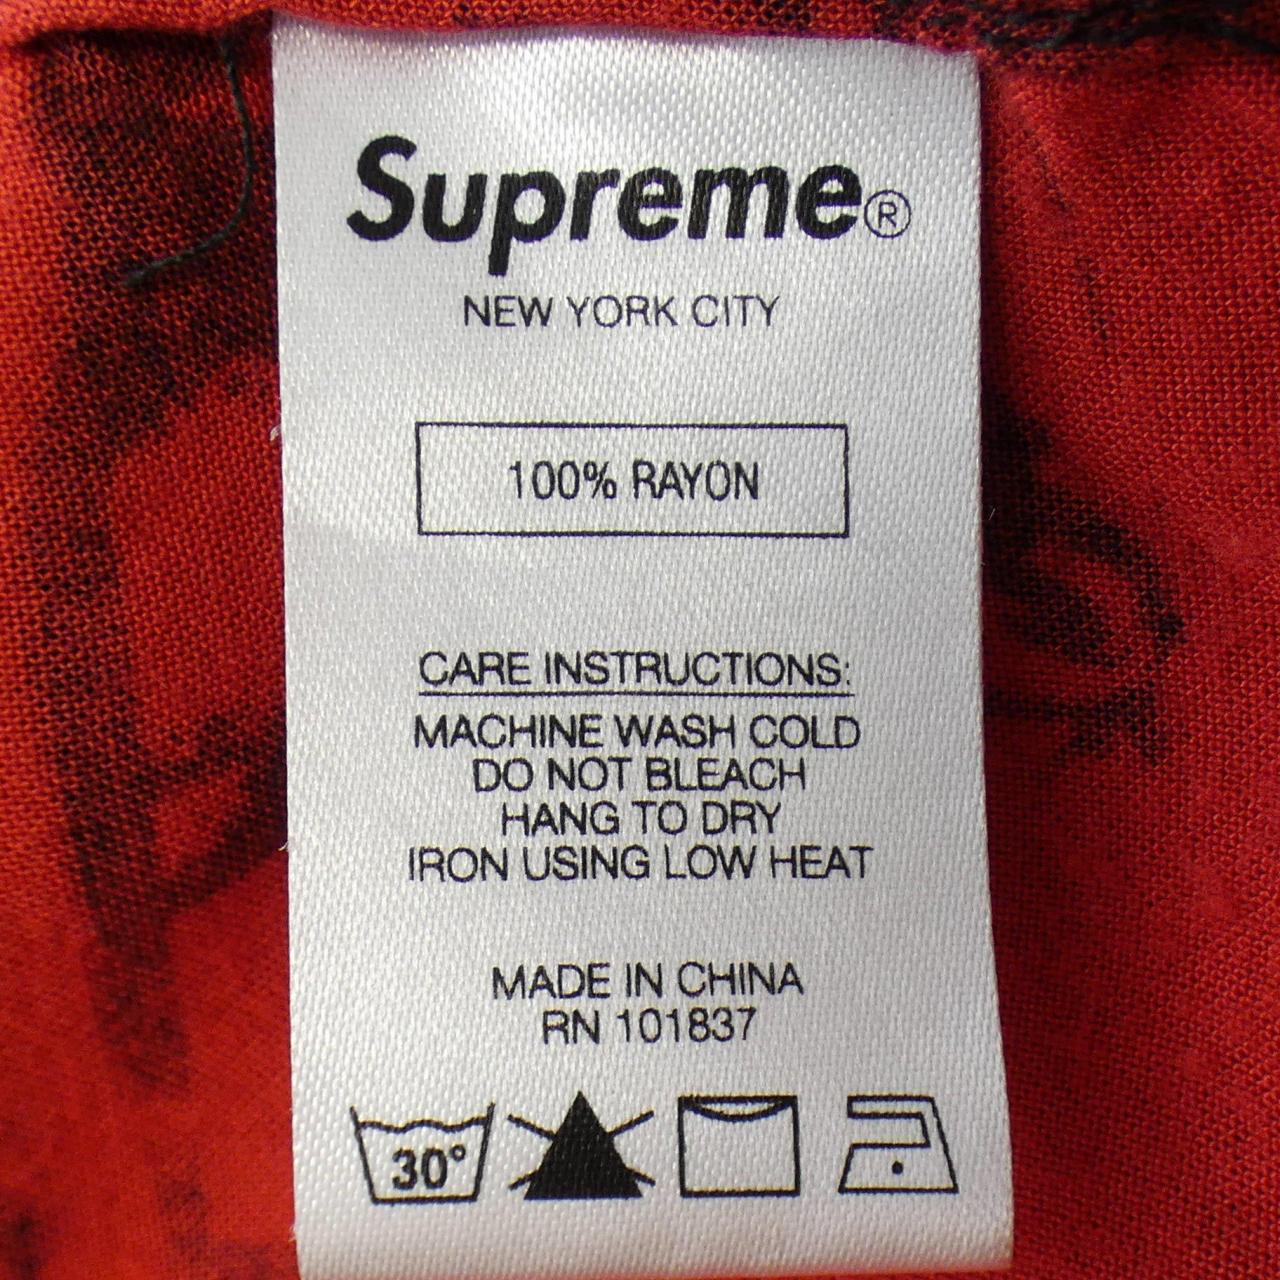 Supreme®
NEW YORK CITY
100% RAYON
CARE INSTRUCTIONS:
MACHINE WASH COLD
DO NOT BLEACH
HANG TO DRY
IRON USING LOW HEAT
MADE IN CHINA
RN 101837
30°